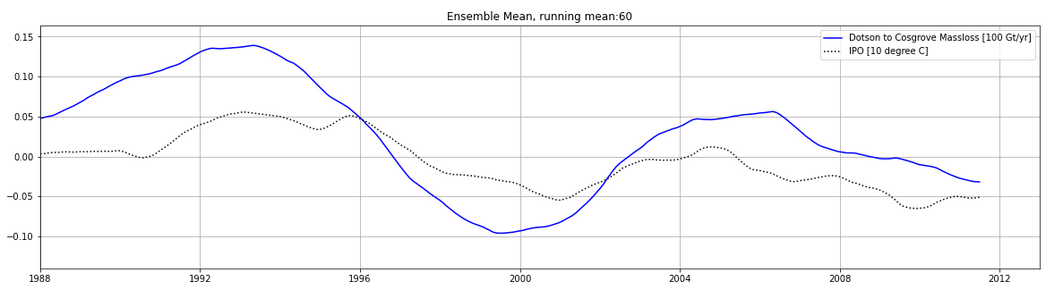 Ensemble Mean, running mean:60
Dotson to Cosgrove Massloss [100 Gt/yr]
IPO [10 degree C]
0.15
0.10
0.05
0.00
−0.05
−0.10
1988 1992 1996 2000 2004 2008 2012